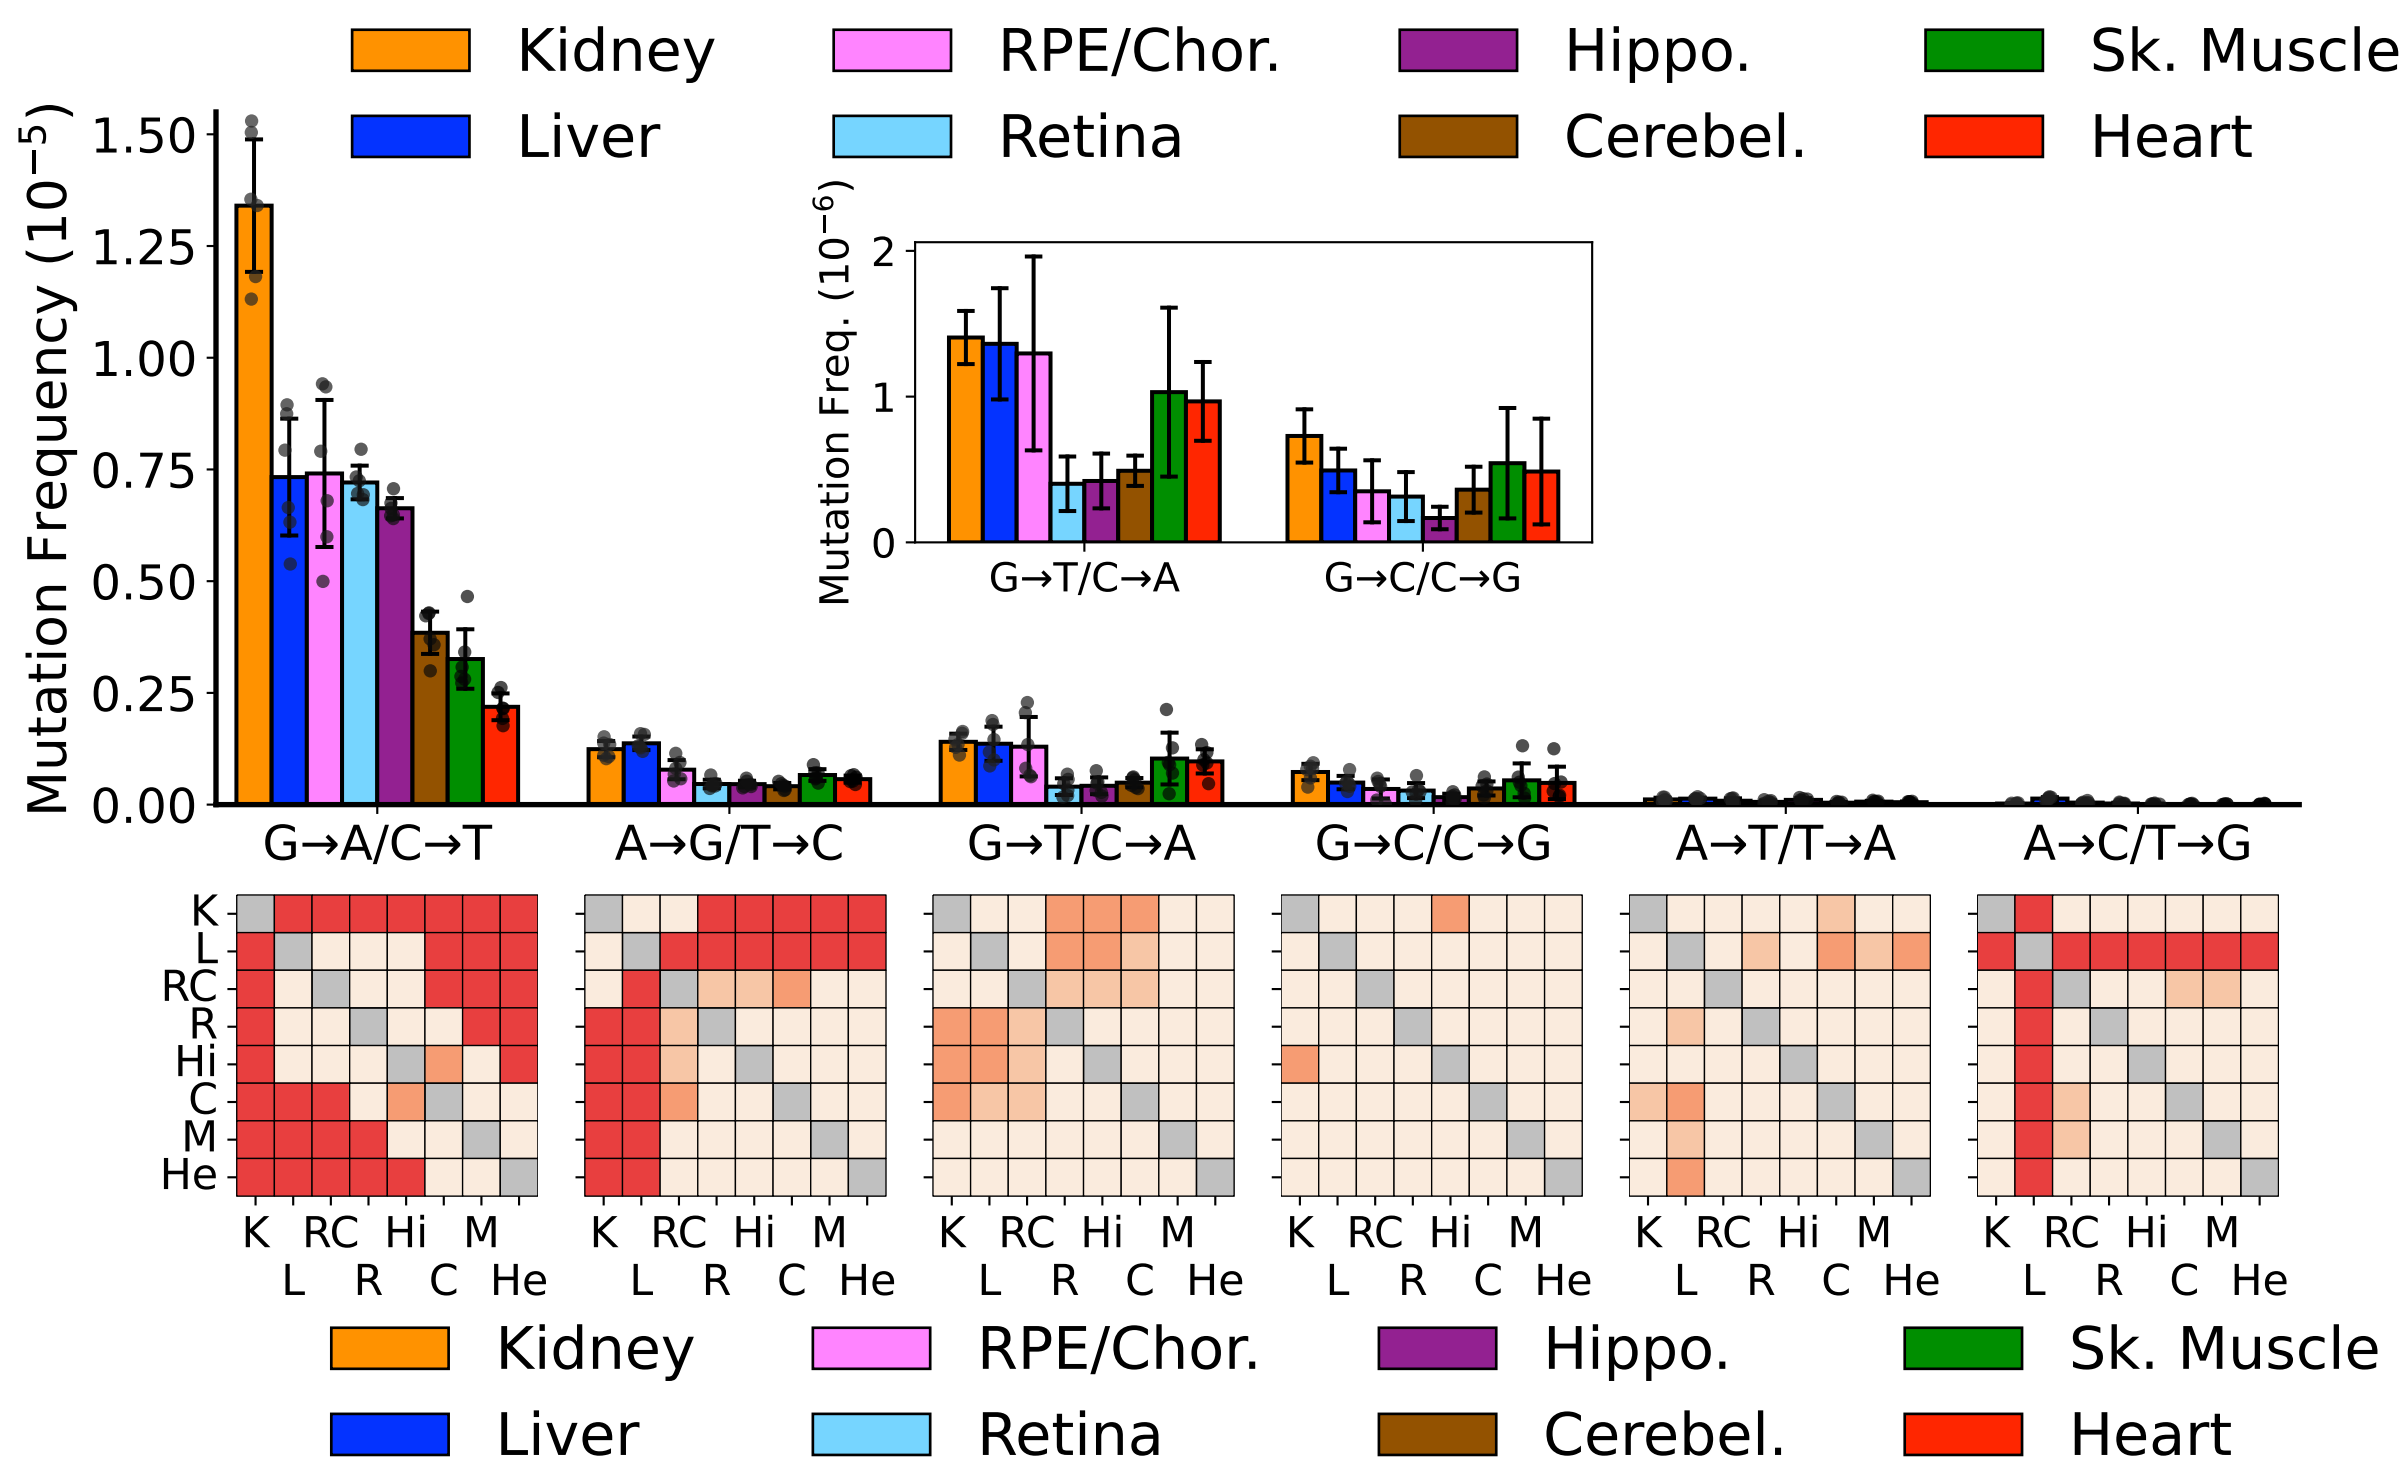 Kidney RPE/Chor. Hippo. Sk. Muscle
Liver Retina Cerebel. Heart
Mutation Frequency (10⁻⁵)
1.50
1.25
1.00
0.75
0.50
0.25
0.00
Mutation Freq. (10⁻⁶)
2
1
0
G→T/C→A G→C/C→G
G→A/C→T A→G/T→C G→T/C→A G→C/C→G A→T/T→A A→C/T→G
K
L
RC
R
Hi
C
M
He
K RC Hi M K RC Hi M K RC Hi M K RC Hi M K RC Hi M K RC Hi M
L R C He L R C He L R C He L R C He L R C He L R C He
Kidney RPE/Chor. Hippo. Sk. Muscle
Liver Retina Cerebel. Heart